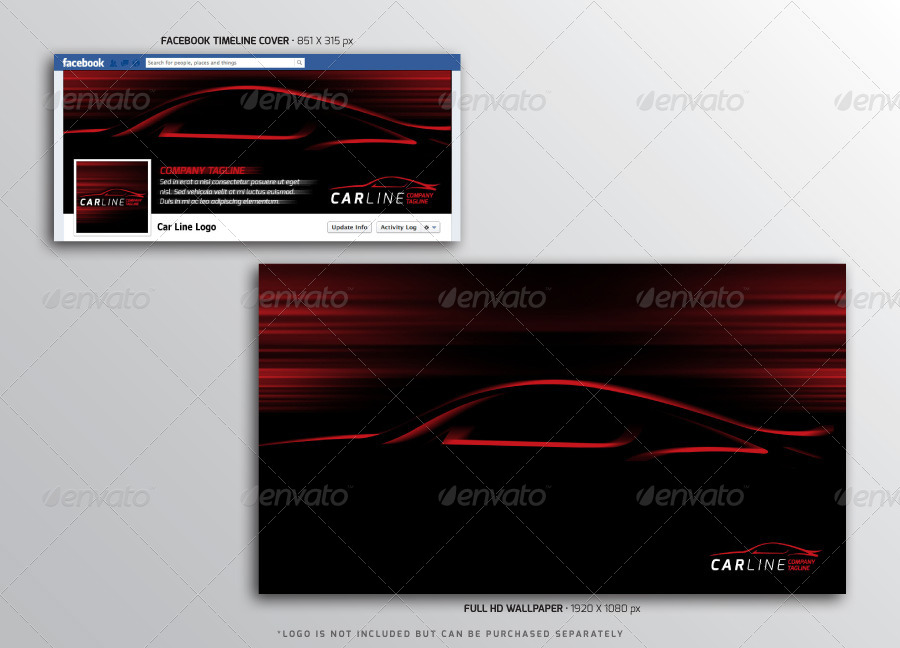 FACEBOOK TIMELINE COVER · 851 X 315 px
facebook
Search for people, places and things
COMPANY TAGLINE
Sed in erat a nisi consectetur posuere ut eget
nisl. Sed vehicula velit at mi luctus euismod.
Duis in mi ac leo adipiscing elementum.
CARLINE COMPANY TAGLINE
CARLINE COMPANY TAGLINE
Car Line Logo
Update Info
Activity Log
CARLINE COMPANY TAGLINE
FULL HD WALLPAPER · 1920 X 1080 px
*LOGO IS NOT INCLUDED BUT CAN BE PURCHASED SEPARATELY
envato envato envato envato envato
envato envato envato envato envato
envato envato envato envato envato